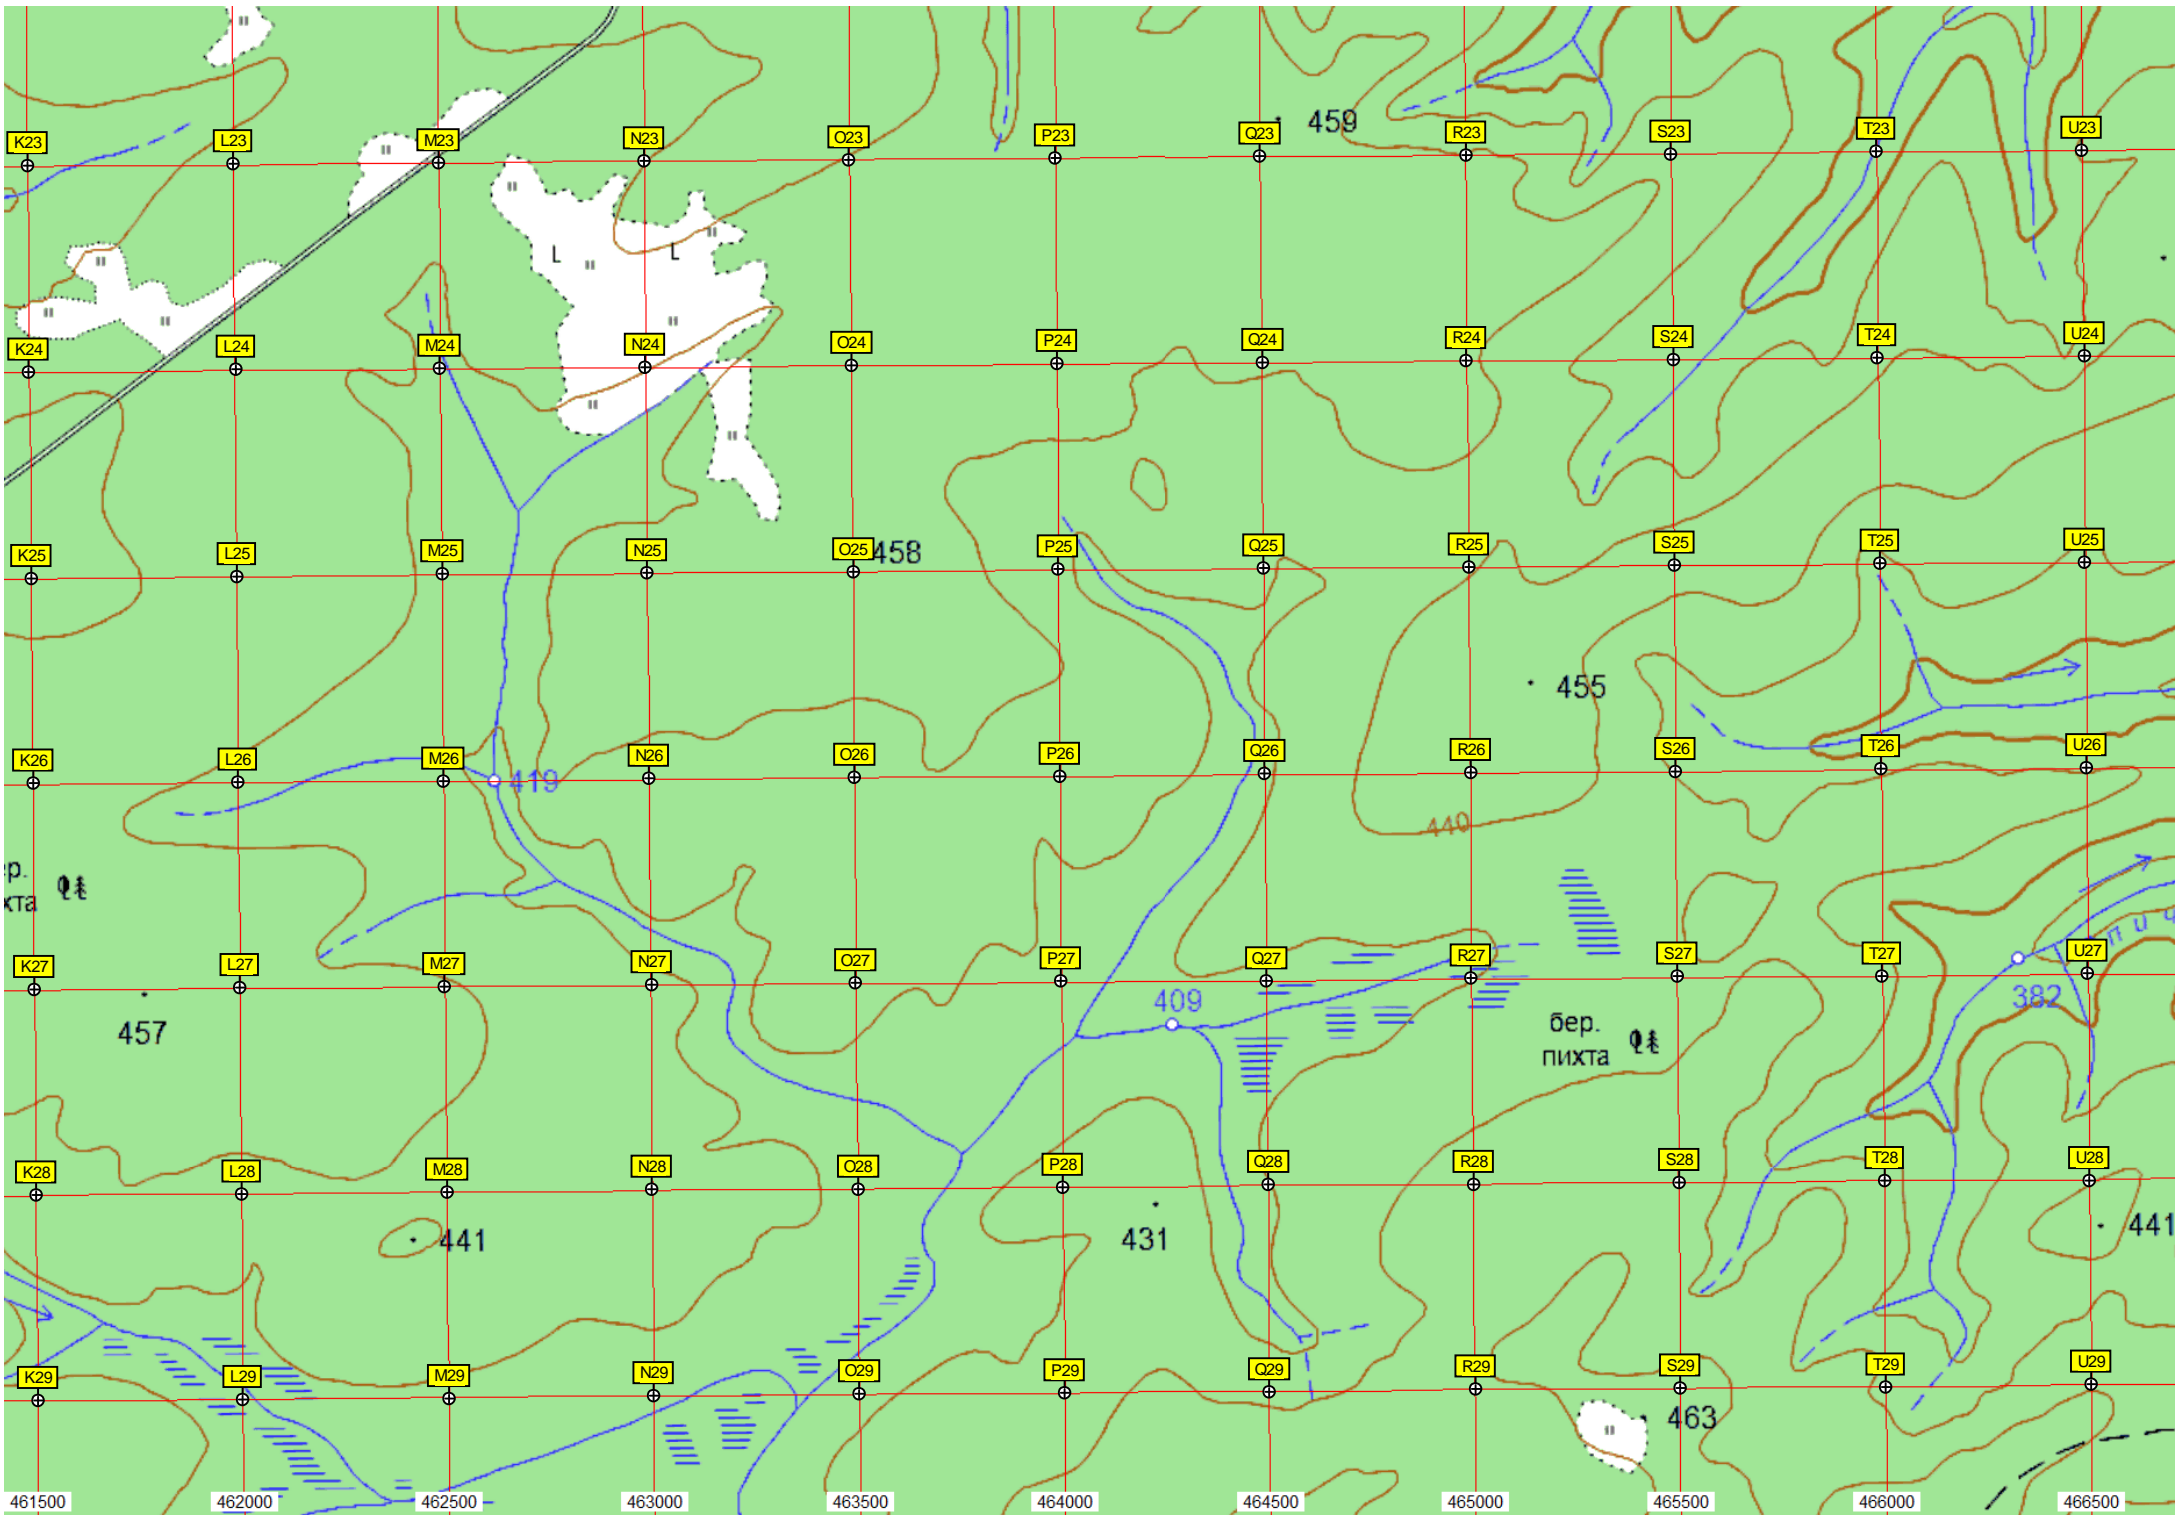 459
K23 L23 M23 N23 O23 P23 Q23 R23 S23 T23 U23
L L
K24 L24 M24 N24 O24 P24 Q24 R24 S24 T24 U24
K25 L25 M25 N25 O25 458 P25 Q25 R25 S25 T25 U25
455
K26 L26 M26 N26 O26 P26 Q26 R26 S26 T26 U26
419
440
хта
K27 L27 M27 N27 O27 P27 Q27 R27 S27 T27 U27
409
382
457
бер.
пихта
K28 L28 M28 N28 O28 P28 Q28 R28 S28 T28 U28
441
431
441
K29 L29 M29 N29 O29 P29 Q29 R29 S29 T29 U29
463
461500 462000 462500 463000 463500 464000 464500 465000 465500 466000 466500